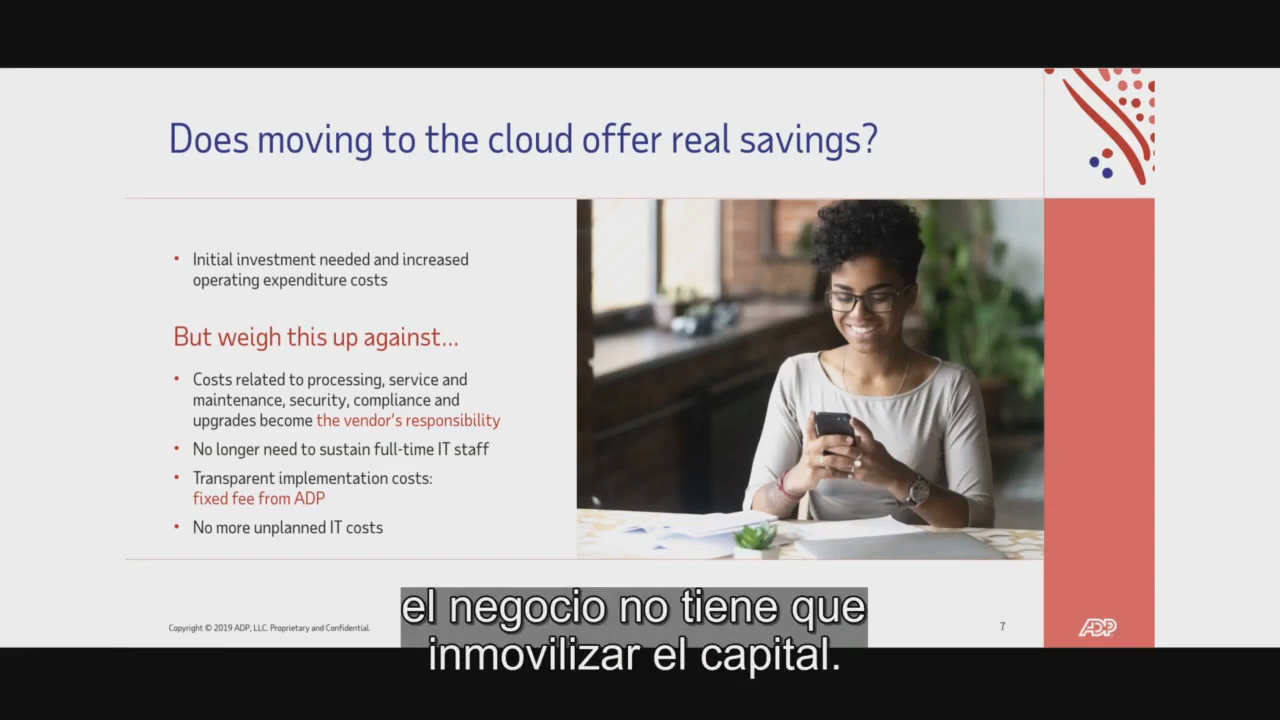 Does moving to the cloud offer real savings?
• Initial investment needed and increased
operating expenditure costs
But weigh this up against...
• Costs related to processing, service and
maintenance, security, compliance and
upgrades become the vendor's responsibility
• No longer need to sustain full-time IT staff
• Transparent implementation costs:
fixed fee from ADP
• No more unplanned IT costs
Copyright © 2019 ADP, LLC. Proprietary and Confidential.
7
ADP
el negocio no tiene que
inmovilizar el capital.